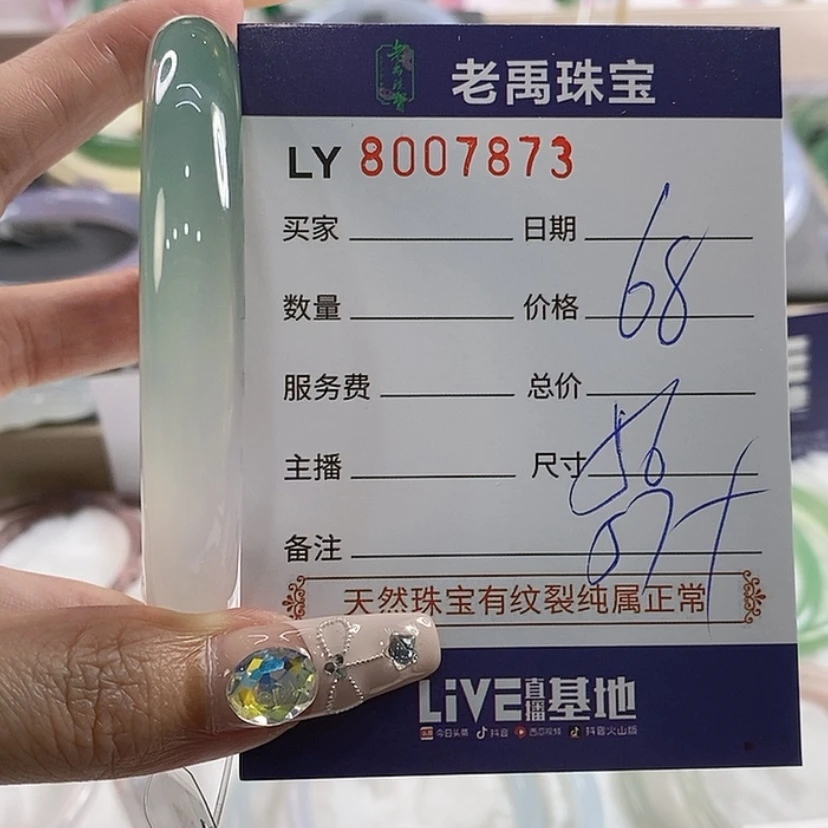 老禹珠宝
LY 8007873
买家 日期
68
数量 价格
服务费 总价
56
主播 尺寸
备注
天然珠宝有纹裂纯属正常
LiVE直播基地
今日头条 抖音 西瓜视频 抖音火山版